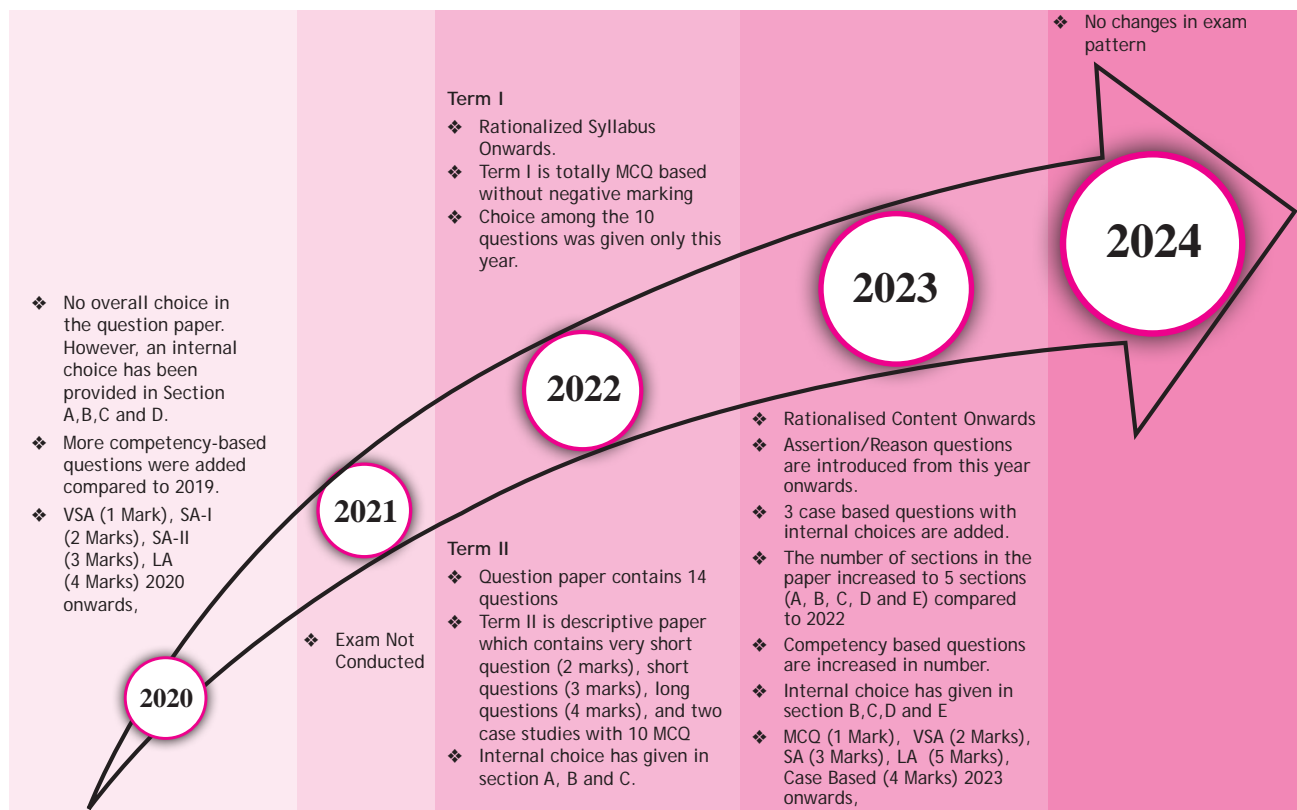 ❖ No overall choice in
the question paper.
However, an internal
choice has been
provided in Section
A,B,C and D.
❖ More competency-based
questions were added
compared to 2019.
❖ VSA (1 Mark), SA-I
(2 Marks), SA-II
(3 Marks), LA
(4 Marks) 2020
onwards,
2020
2021
❖ Exam Not
Conducted
Term I
❖ Rationalized Syllabus
Onwards.
❖ Term I is totally MCQ based
without negative marking
❖ Choice among the 10
questions was given only this
year.
2022
Term II
❖ Question paper contains 14
questions
❖ Term II is descriptive paper
which contains very short
question (2 marks), short
questions (3 marks), long
questions (4 marks), and two
case studies with 10 MCQ
❖ Internal choice has given in
section A, B and C.
2023
❖ Rationalised Content Onwards
❖ Assertion/Reason questions
are introduced from this year
onwards.
❖ 3 case based questions with
internal choices are added.
❖ The number of sections in the
paper increased to 5 sections
(A, B, C, D and E) compared
to 2022
❖ Competency based questions
are increased in number.
❖ Internal choice has given in
section B,C,D and E
❖ MCQ (1 Mark), VSA (2 Marks),
SA (3 Marks), LA (5 Marks),
Case Based (4 Marks) 2023
onwards,
❖ No changes in exam
pattern
2024